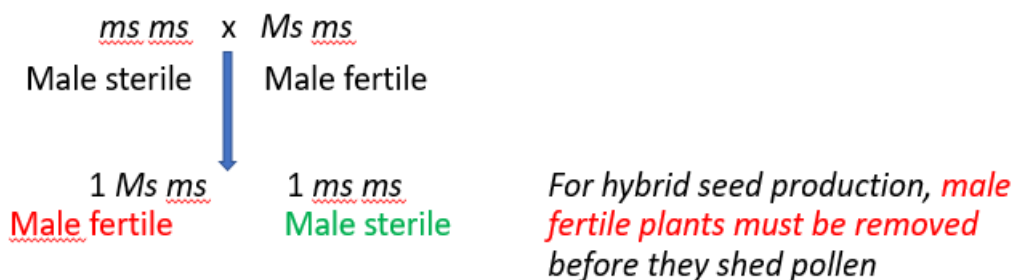 ms ms x Ms ms
Male sterile Male fertile
1 Ms ms 1 ms ms
Male fertile Male sterile
For hybrid seed production, male
fertile plants must be removed
before they shed pollen